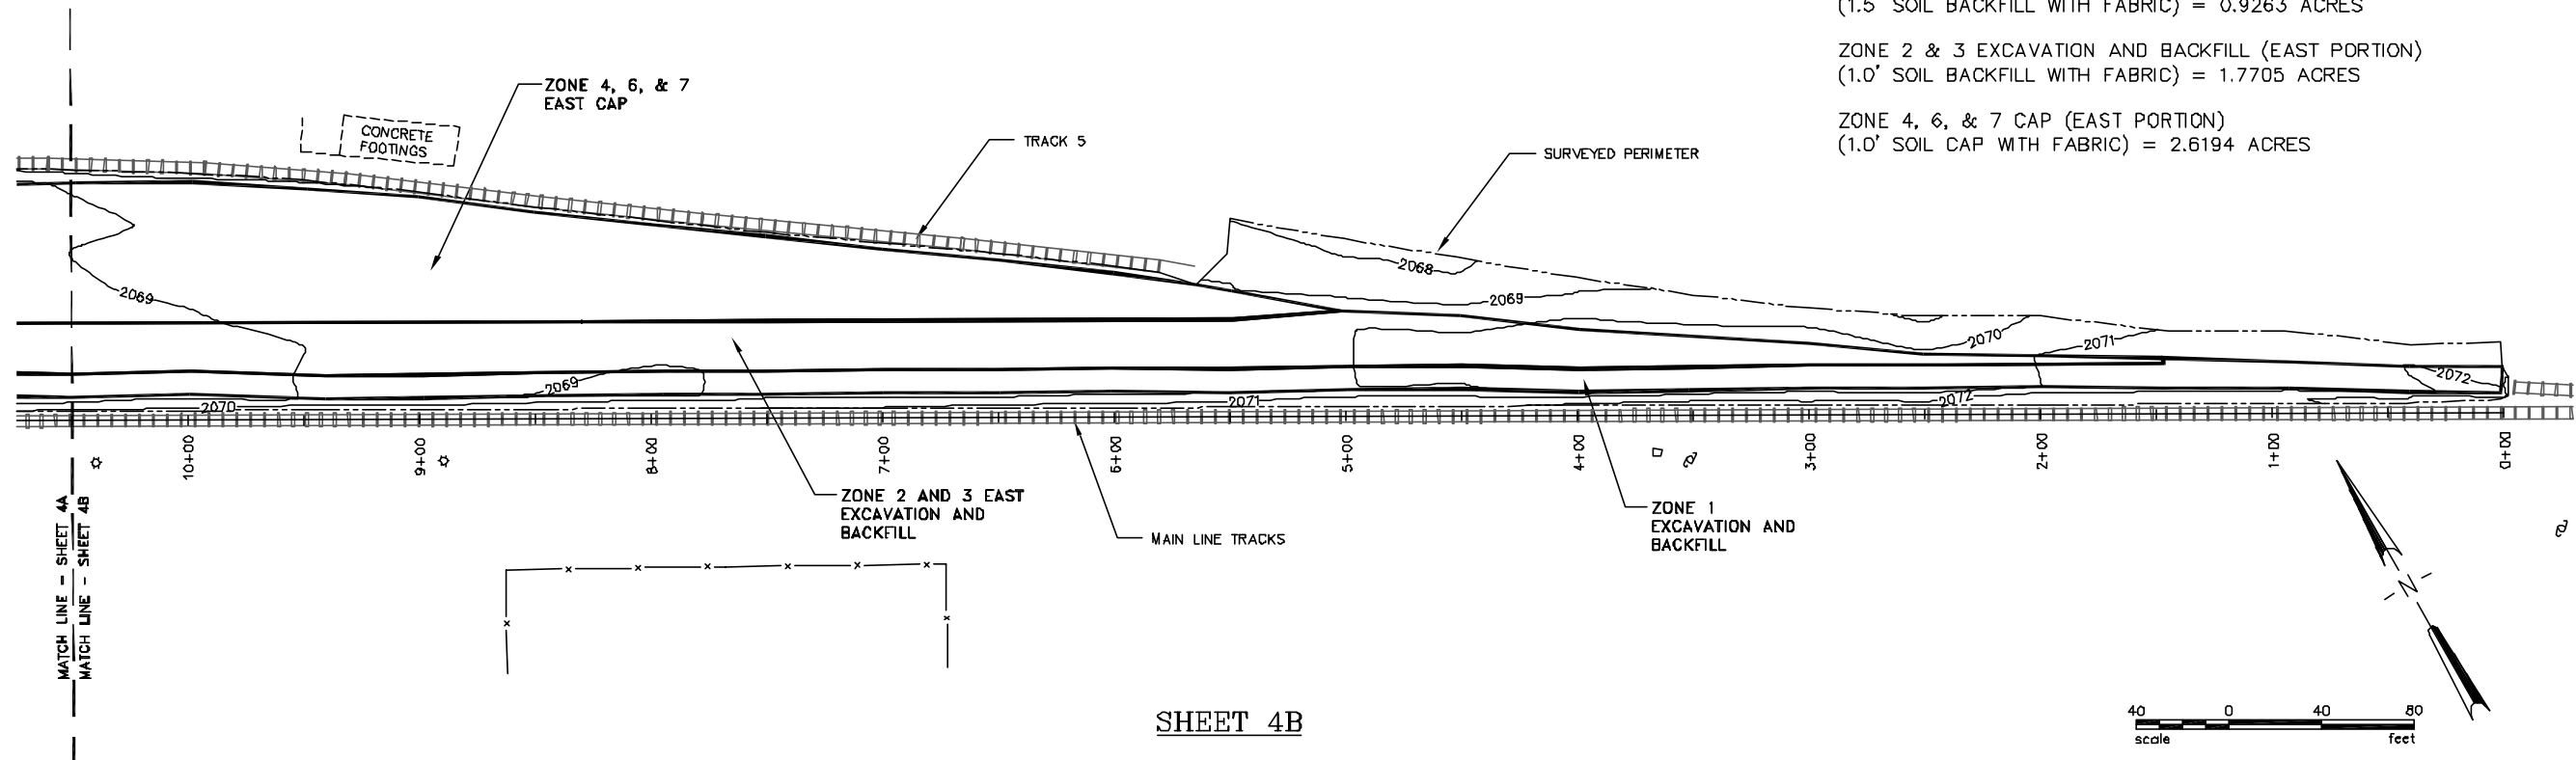 (1.5' SOIL BACKFILL WITH FABRIC) = 0.9263 ACRES
ZONE 2 & 3 EXCAVATION AND BACKFILL (EAST PORTION)
(1.0' SOIL BACKFILL WITH FABRIC) = 1.7705 ACRES
ZONE 4, 6, & 7 CAP (EAST PORTION)
(1.0' SOIL CAP WITH FABRIC) = 2.6194 ACRES
ZONE 4, 6, & 7
EAST CAP
CONCRETE
FOOTINGS
TRACK 5
SURVEYED PERIMETER
2068
2069
2069
2070
2071
2072
2069
2070
2071
2072
10+00
9+00
8+00
7+00
6+00
5+00
4+00
3+00
2+00
1+00
0+00
ZONE 2 AND 3 EAST
EXCAVATION AND
BACKFILL
MAIN LINE TRACKS
ZONE 1
EXCAVATION AND
BACKFILL
MATCH LINE - SHEET 4A
MATCH LINE - SHEET 4B
N
SHEET 4B
40 0 40 80
scale feet